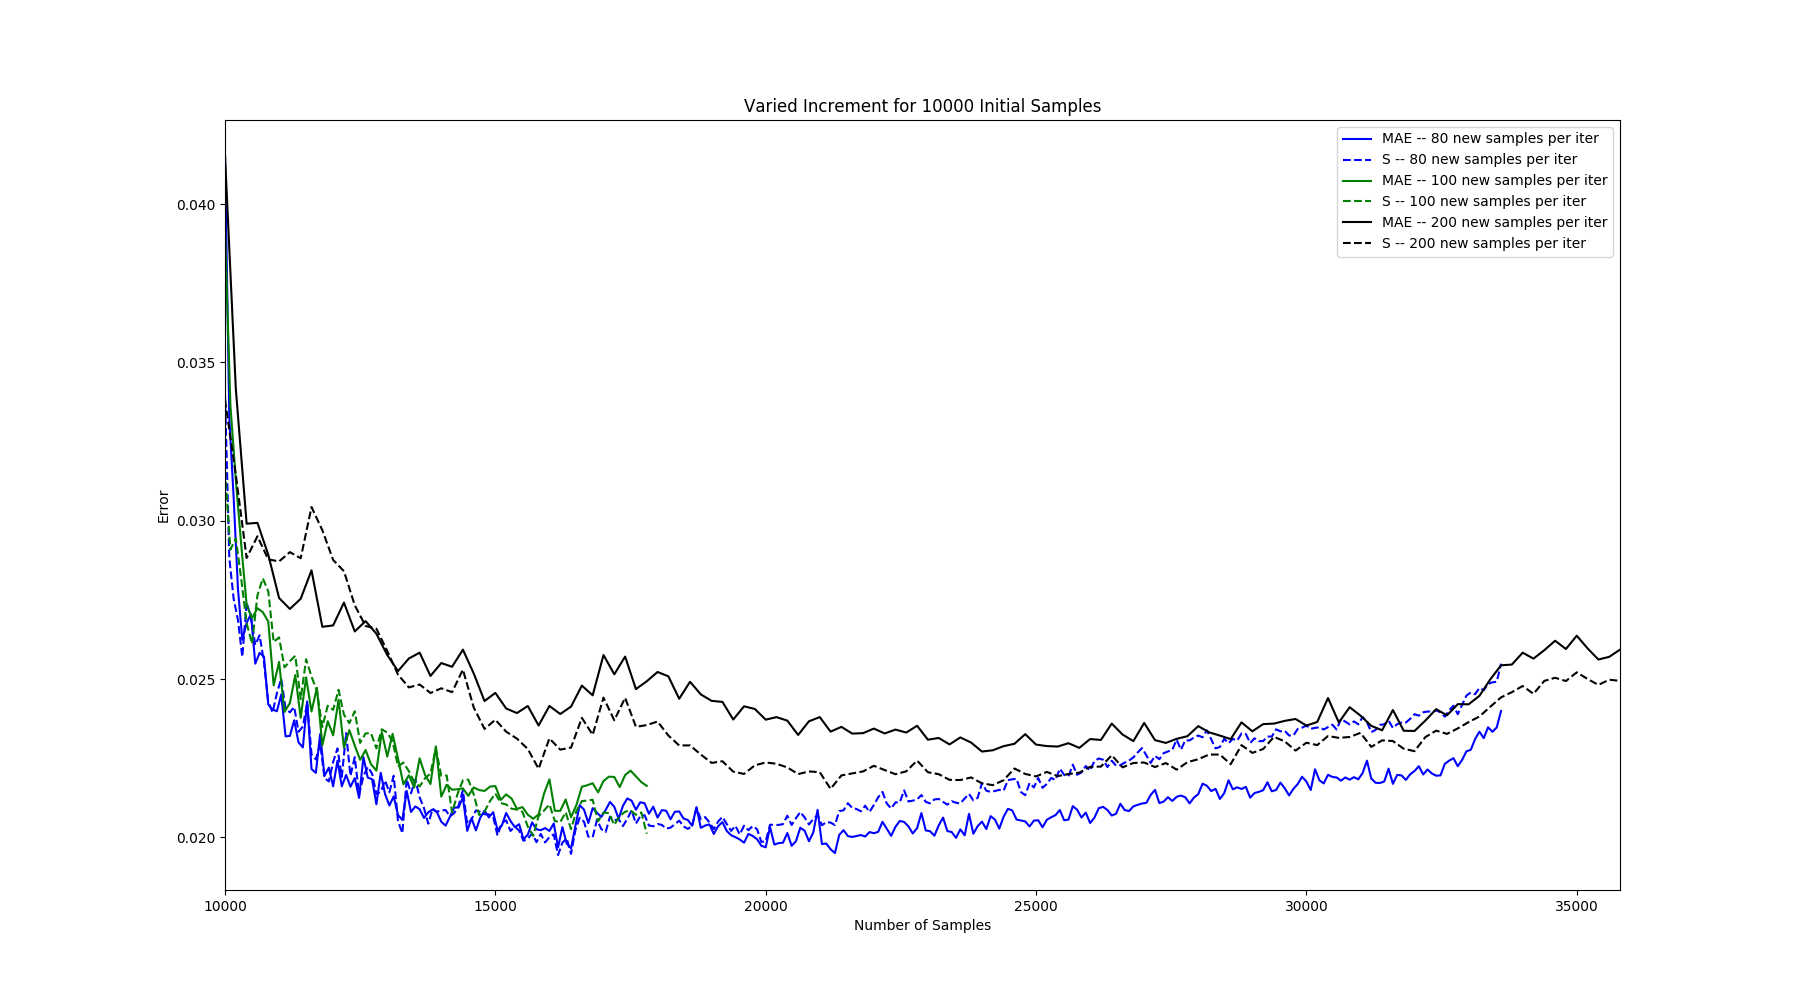 Varied Increment for 10000 Initial Samples
MAE -- 80 new samples per iter
S -- 80 new samples per iter
MAE -- 100 new samples per iter
S -- 100 new samples per iter
MAE -- 200 new samples per iter
S -- 200 new samples per iter
0.040
0.035
0.030
0.025
0.020
Error
10000 15000 20000 25000 30000 35000
Number of Samples